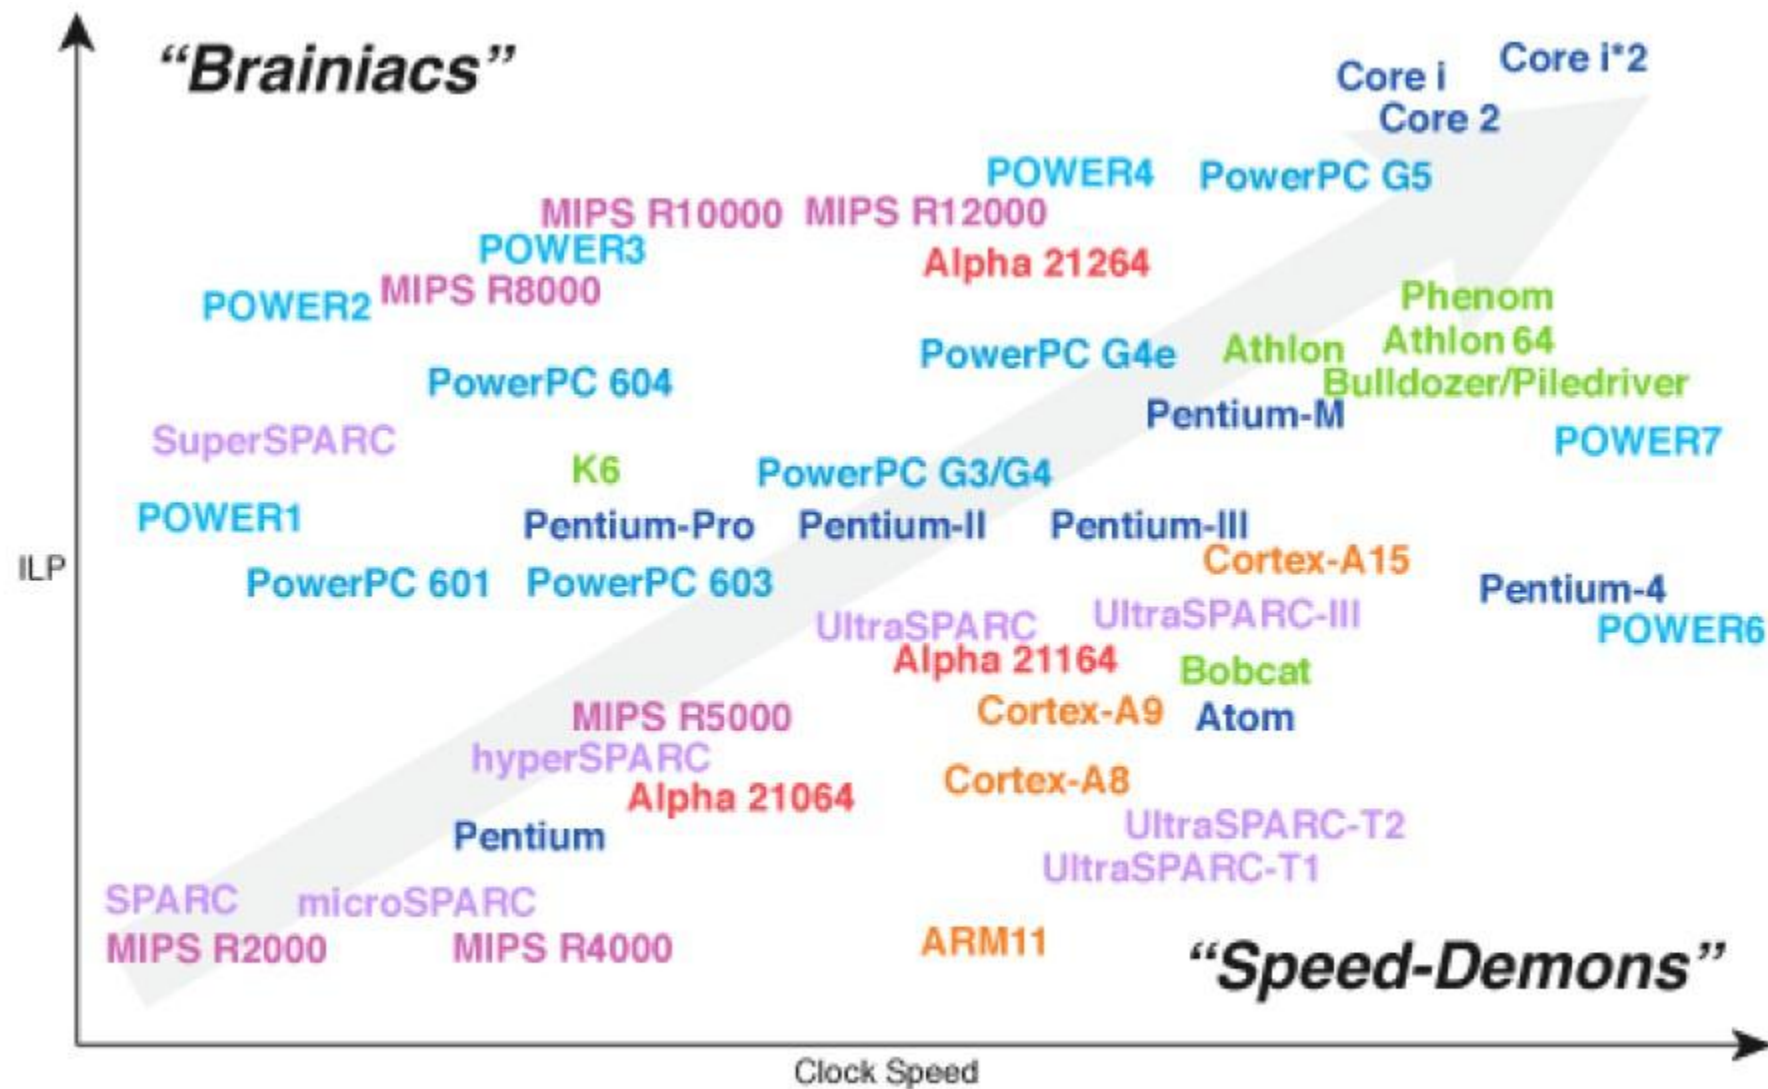 “Brainiacs”
Core i*2
Core i
Core 2
POWER4
PowerPC G5
MIPS R10000
MIPS R12000
POWER3
Alpha 21264
MIPS R8000
POWER2
Phenom
Athlon 64
PowerPC G4e
Athlon
PowerPC 604
Bulldozer/Piledriver
Pentium-M
SuperSPARC
POWER7
K6
PowerPC G3/G4
POWER1
Pentium-Pro
Pentium-II
Pentium-III
Cortex-A15
ILP
PowerPC 601
PowerPC 603
Pentium-4
UltraSPARC
UltraSPARC-III
POWER6
Alpha 21164
Bobcat
Cortex-A9
Atom
MIPS R5000
hyperSPARC
Cortex-A8
Alpha 21064
UltraSPARC-T2
Pentium
UltraSPARC-T1
SPARC
microSPARC
MIPS R2000
MIPS R4000
ARM11
“Speed-Demons”
Clock Speed